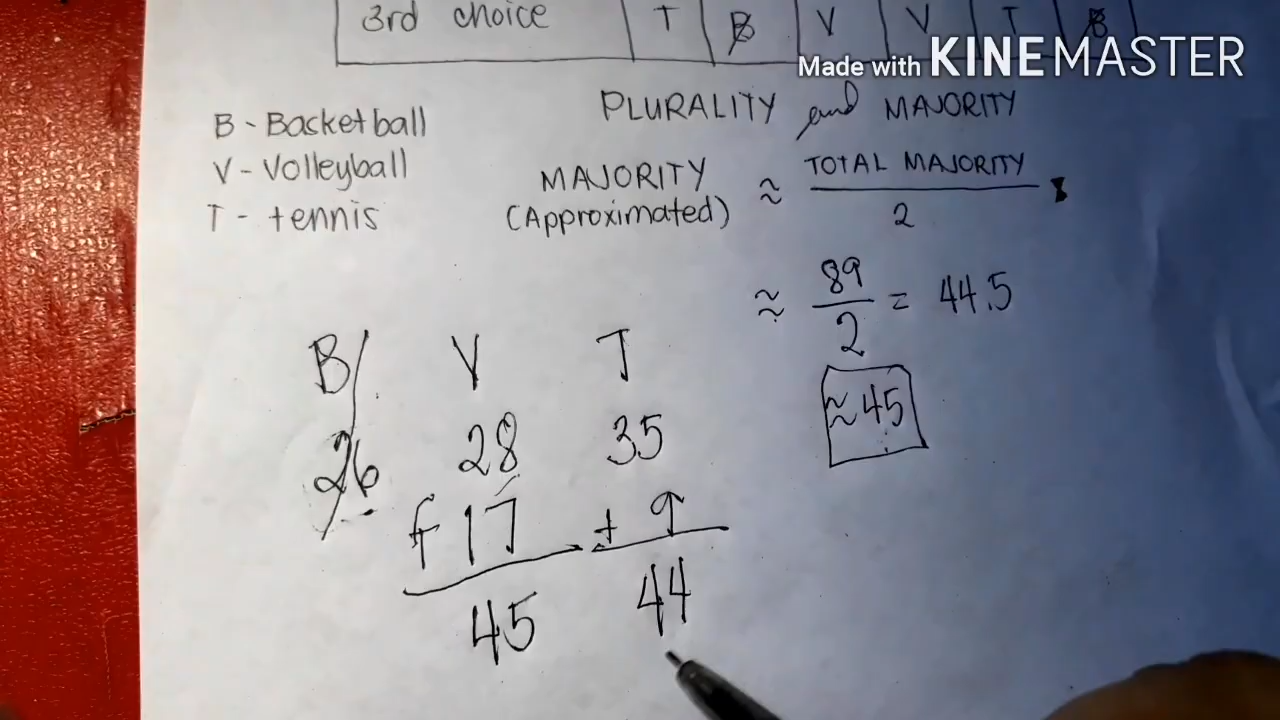 3rd choice T B V V T B
Made with KINEMASTER
PLURALITY and MAJORITY
B - Backetball
V - Volleyball
T - tennis
MAJORITY (Approximated) ≈ TOTAL MAJORITY / 2
≈ 89 / 2 = 44.5
≈ 45
B V T
26 28 35
+ 17 + 9
45 44